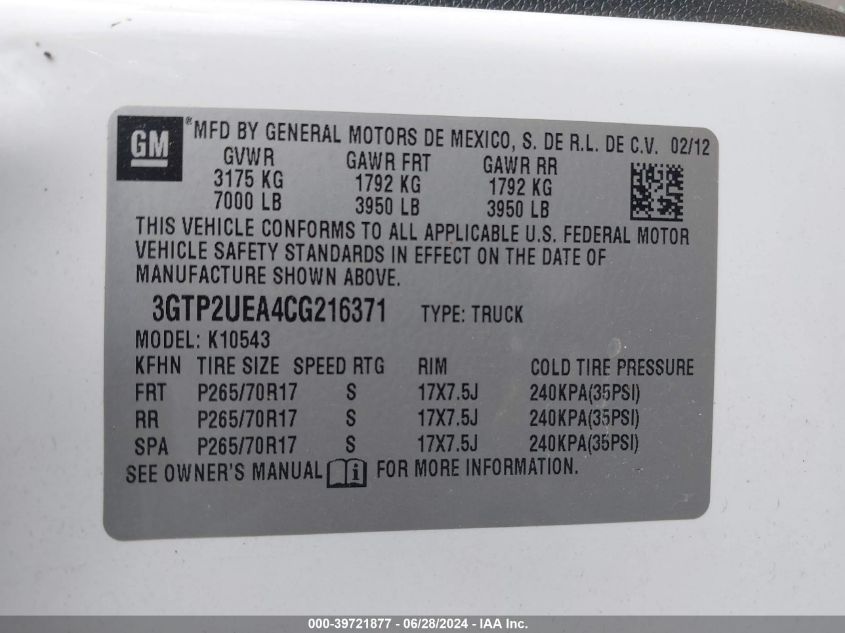 GM ® MFD BY GENERAL MOTORS DE MEXICO, S. DE R.L. DE C.V. 02/12
GVWR GAWR FRT GAWR RR
3175 KG 1792 KG 1792 KG
7000 LB 3950 LB 3950 LB
THIS VEHICLE CONFORMS TO ALL APPLICABLE U.S. FEDERAL MOTOR
VEHICLE SAFETY STANDARDS IN EFFECT ON THE DATE OF
MANUFACTURE SHOWN ABOVE.
3GTP2UEA4CG216371 TYPE: TRUCK
MODEL: K10543
KFHN TIRE SIZE SPEED RTG RIM COLD TIRE PRESSURE
FRT P265/70R17 S 17X7.5J 240KPA(35PSI)
RR P265/70R17 S 17X7.5J 240KPA(35PSI)
SPA P265/70R17 S 17X7.5J 240KPA(35PSI)
SEE OWNER'S MANUAL i FOR MORE INFORMATION.
000-39721877 - 06/28/2024 - IAA Inc.